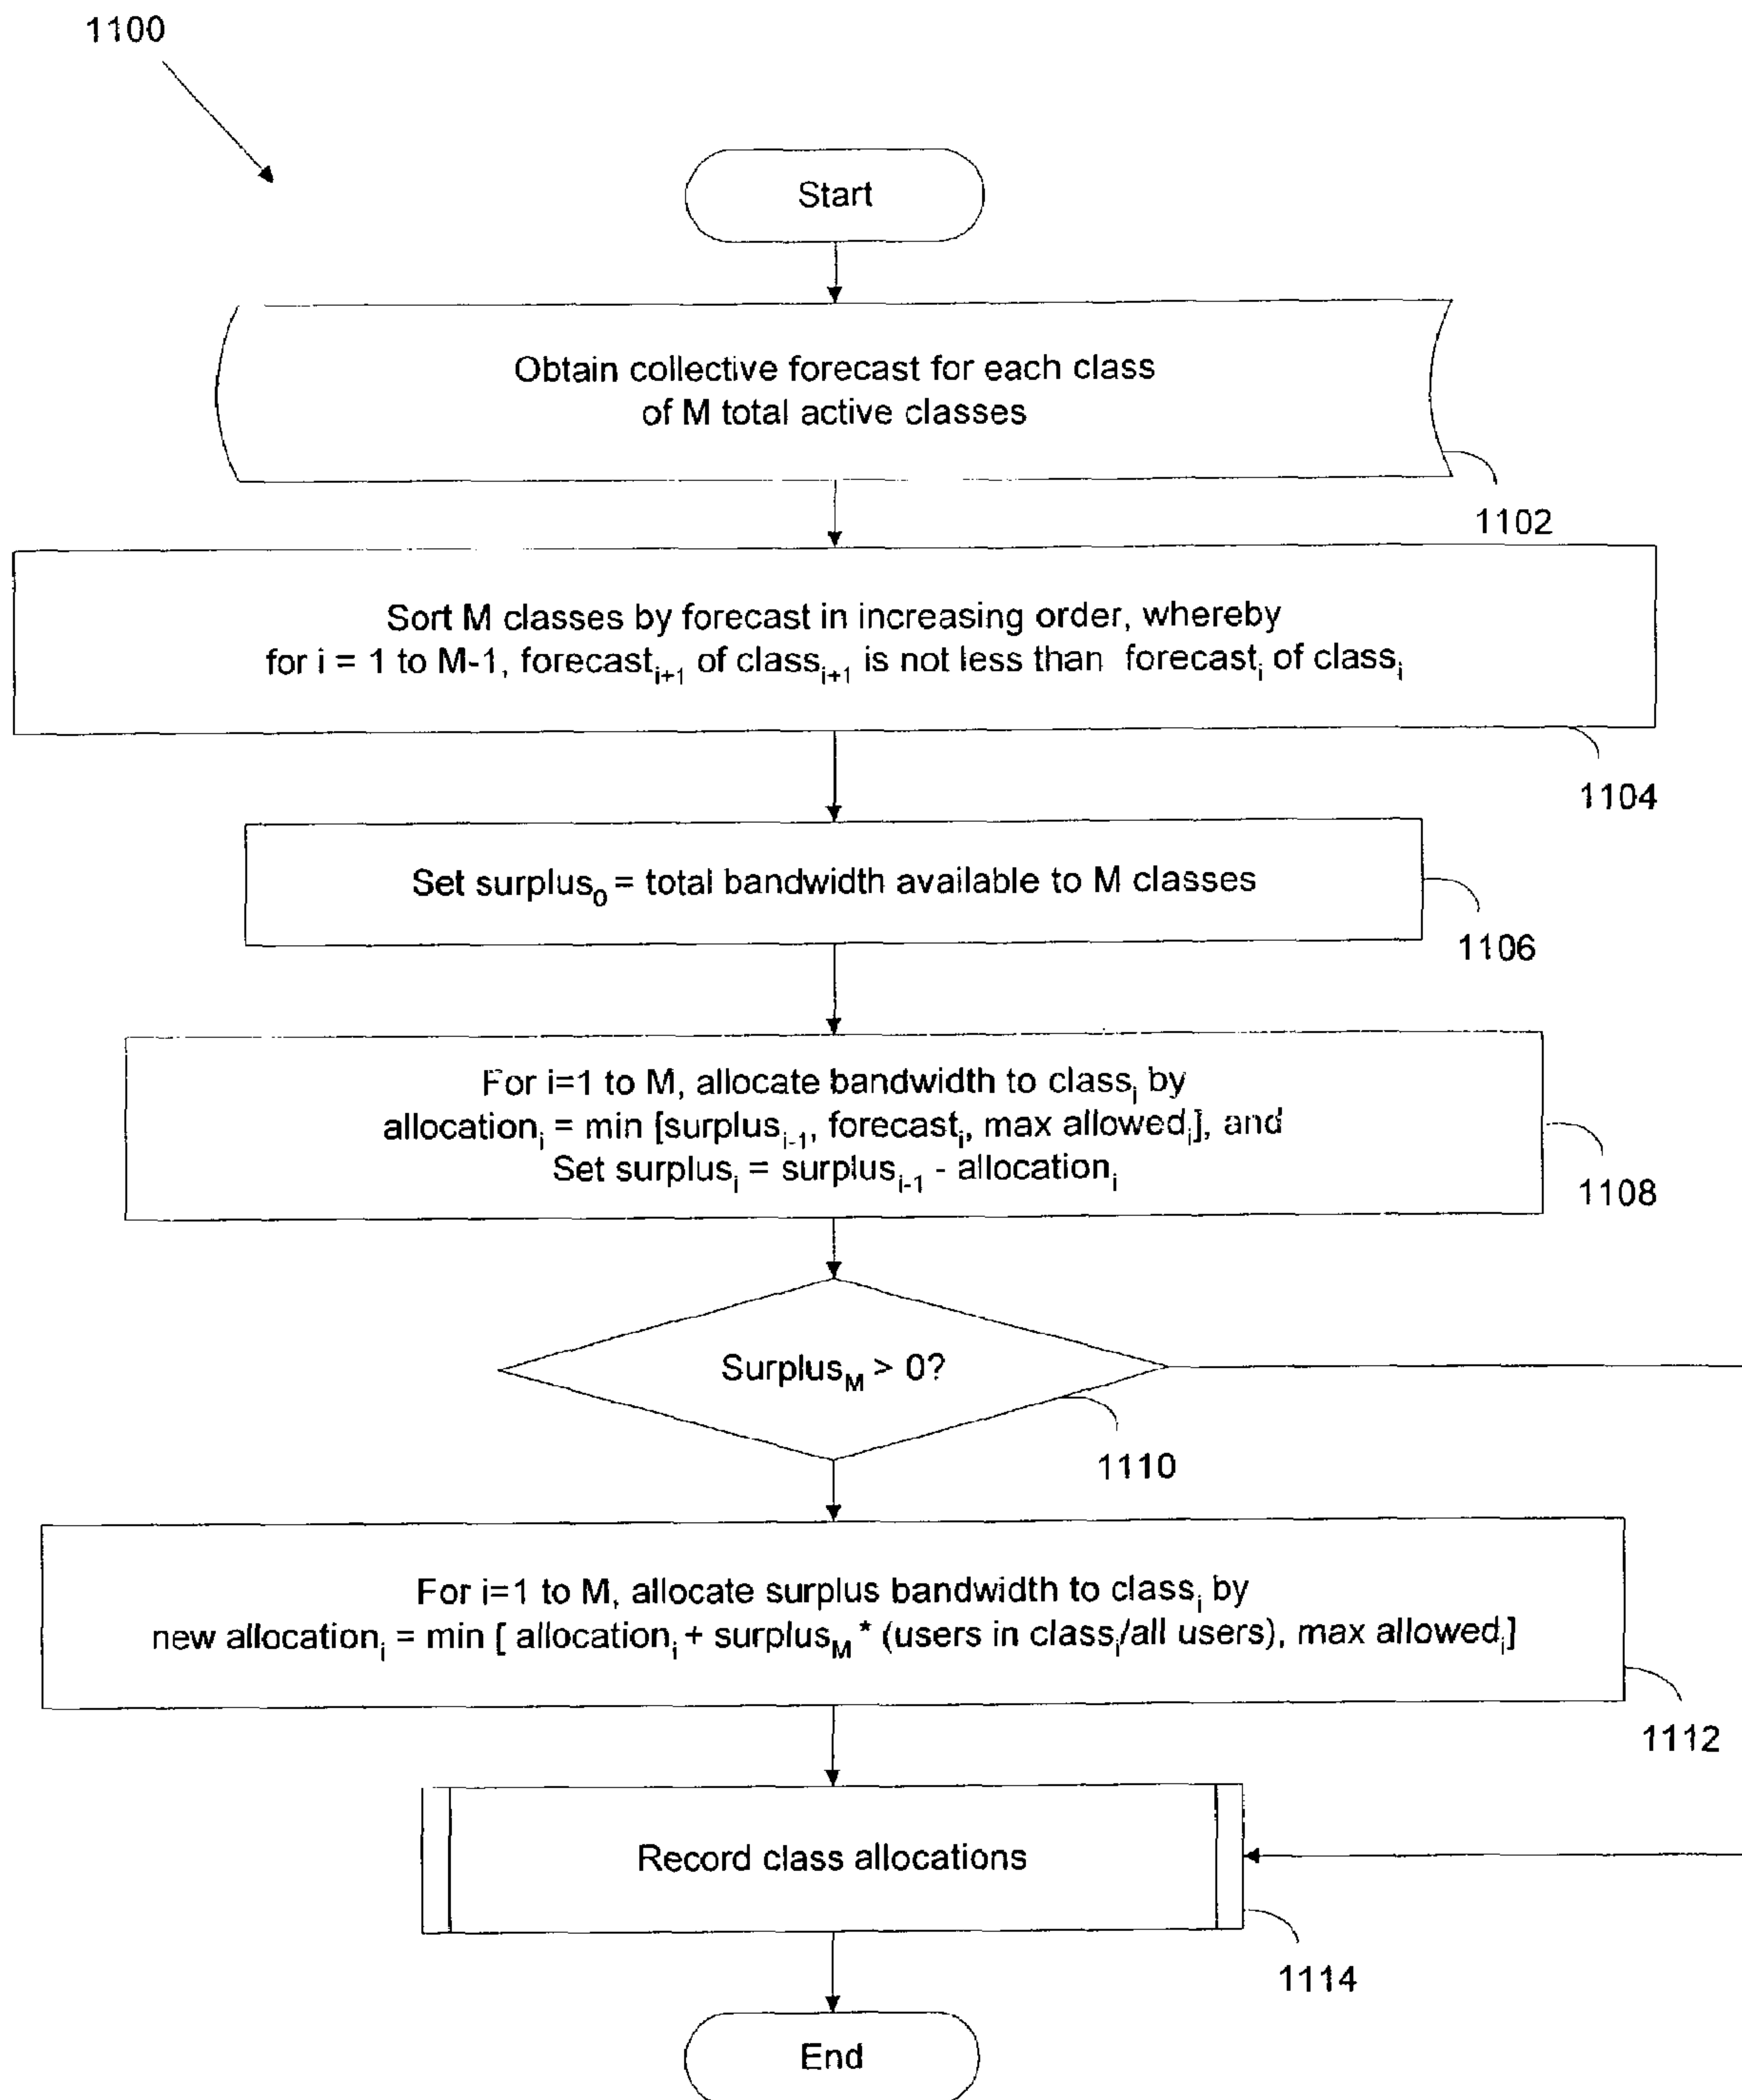 1100
Start
Obtain collective forecast for each class
of M total active classes
1102
Sort M classes by forecast in increasing order, whereby
for i = 1 to M-1, forecastᵢ₊₁ of classᵢ₊₁ is not less than forecastᵢ of classᵢ
1104
Set surplus₀ = total bandwidth available to M classes
1106
For i=1 to M, allocate bandwidth to classᵢ by
allocationᵢ = min [surplusᵢ₋₁, forecastᵢ, max allowedᵢ], and
Set surplusᵢ = surplusᵢ₋₁ - allocationᵢ
1108
Surplus_M > 0?
1110
For i=1 to M, allocate surplus bandwidth to classᵢ by
new allocationᵢ = min [ allocationᵢ + surplus_M * (users in classᵢ/all users), max allowedᵢ]
1112
Record class allocations
1114
End